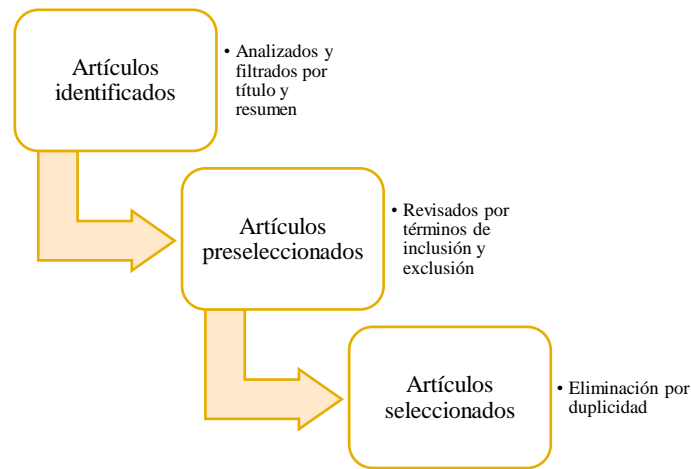 Artículos
identificados
• Analizados y
filtrados por
título y
resumen
Artículos
preseleccionados
• Revisados por
términos de
inclusión y
exclusión
Artículos
seleccionados
• Eliminación por
duplicidad